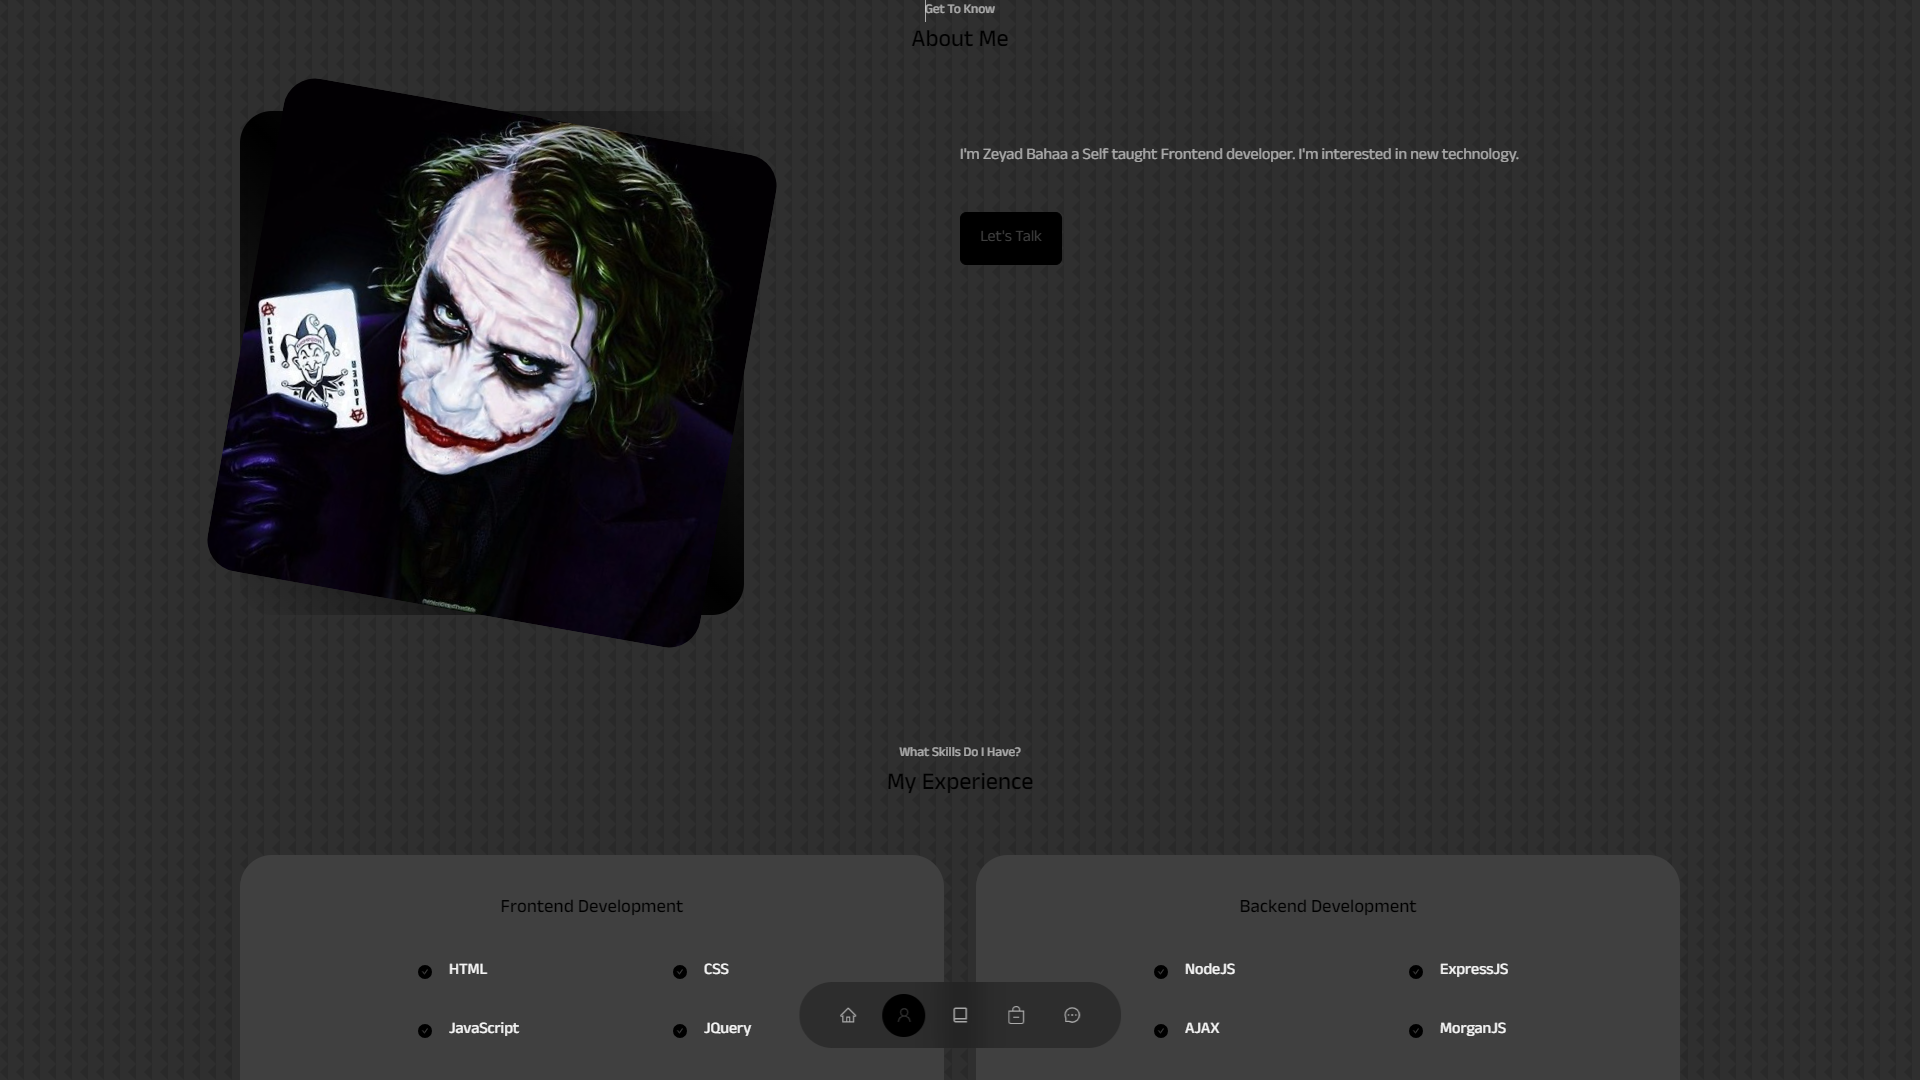 Get To Know
About Me
JOKER
JOKER
I'm Zeyad Bahaa a Self taught Frontend developer. I'm interested in new technology.
Let's Talk
What Skills Do I Have?
My Experience
Frontend Development
HTML
CSS
JavaScript
JQuery
Backend Development
NodeJS
ExpressJS
AJAX
MorganJS